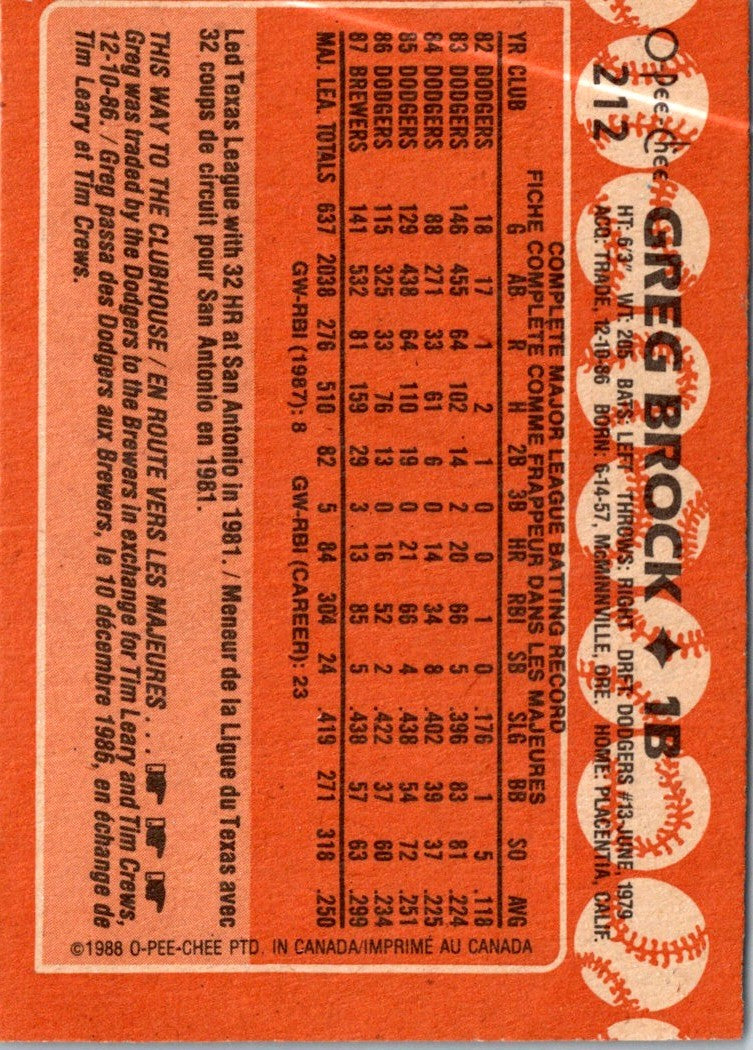 O-Pee-Chee
212 GREG BROCK ◆ 1B
HT: 6'3" WT: 205 BATS: LEFT THROWS: RIGHT DRFT: DODGERS #13-JUNE, 1979
ACQ: TRADE, 12-10-86 BORN: 6-14-57, McMINNVILLE, ORE. HOME: PLACENTIA, CALIF.
COMPLETE MAJOR LEAGUE BATTING RECORD
FICHE COMPLÈTE COMME FRAPPEUR DANS LES MAJEURES
YR CLUB G AB R H 2B 3B HR RBI SB SLG BB SO AVG
82 DODGERS 18 17 1 2 1 0 0 1 0 .176 1 5 .118
83 DODGERS 146 455 64 102 14 2 20 66 5 .396 83 81 .224
84 DODGERS 88 271 33 61 6 0 14 34 8 .402 39 37 .225
85 DODGERS 129 438 64 110 19 0 21 66 4 .438 54 72 .251
86 DODGERS 115 325 33 76 13 0 16 52 2 .422 37 60 .234
87 BREWERS 141 532 81 159 29 3 13 85 5 .438 57 63 .299
MAJ. LEA. TOTALS 637 2038 276 510 82 5 84 304 24 .419 271 318 .250
GW-RBI (1987): 8 GW-RBI (CAREER): 23
Led Texas League with 32 HR at San Antonio in 1981. / Meneur de la Ligue du Texas avec
32 coups de circuit pour San Antonio en 1981.
THIS WAY TO THE CLUBHOUSE / EN ROUTE VERS LES MAJEURES . . .
Greg was traded by the Dodgers to the Brewers in exchange for Tim Leary and Tim Crews,
12-10-86. / Greg passa des Dodgers aux Brewers, le 10 décembre 1986, en échange de
Tim Leary et Tim Crews.
©1988 O-PEE-CHEE PTD. IN CANADA/IMPRIMÉ AU CANADA